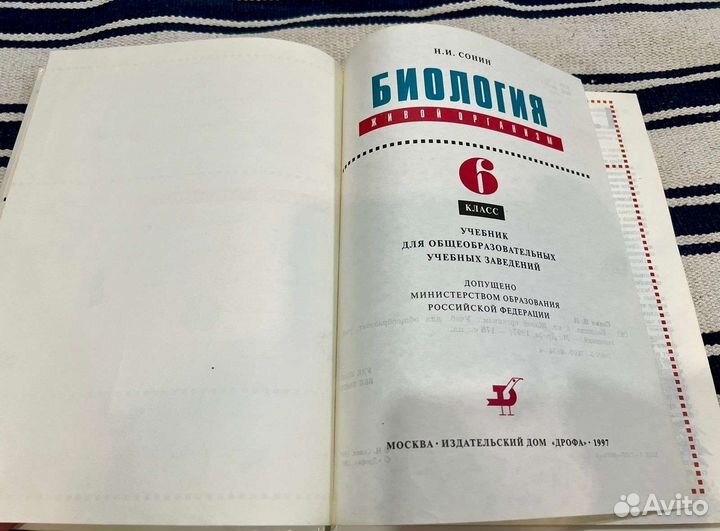 Н.И. СОНИН
БИОЛОГИЯ
ЖИВОЙ ОРГАНИЗМ
6
КЛАСС
УЧЕБНИК
ДЛЯ ОБЩЕОБРАЗОВАТЕЛЬНЫХ
УЧЕБНЫХ ЗАВЕДЕНИЙ
ДОПУЩЕНО
МИНИСТЕРСТВОМ ОБРАЗОВАНИЯ
РОССИЙСКОЙ ФЕДЕРАЦИИ
МОСКВА · ИЗДАТЕЛЬСКИЙ ДОМ «ДРОФА» · 1997
Avito